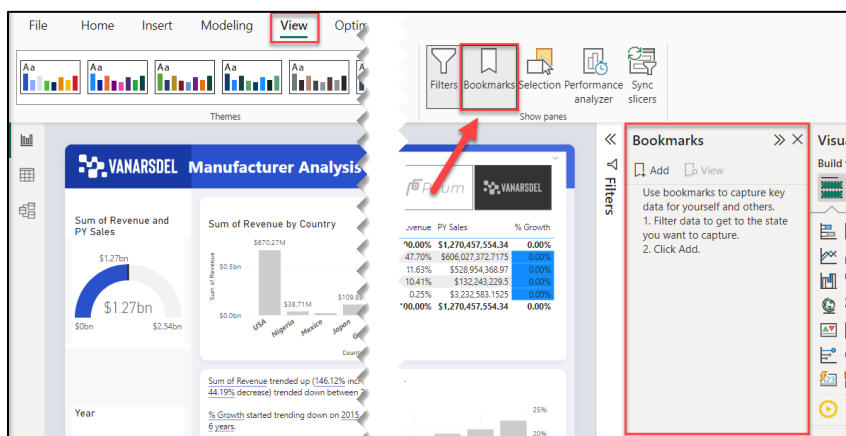 File Home Insert Modeling View Optim
Aa Aa Aa Aa Aa
Themes
Filters Bookmarks Selection Performance analyzer Sync slicers
Show panes
VANARSDEL Manufacturer Analysis
VANARSDEL
Filters
Bookmarks
Add View
Use bookmarks to capture key
data for yourself and others.
1. Filter data to get to the state
you want to capture.
2. Click Add.
Visu
Build
Sum of Revenue and
PY Sales
$1.27bn
$1.27bn
$0bn $2.54bn
Sum of Revenue by Country
Sum of Revenue
$0.5bn
$0.0bn
$670.27M
$38.71M
$109.
USA Nigeria Mexico Japan G
Count
venue PY Sales % Growth
00.00% $1,270,457,554.34 0.00%
47.70% $606,027,372.7175 0.00%
11.63% $528,954,368.97 0.00%
10.41% $132,243,229.5 0.00%
0.25% $3,232,583.1525 0.00%
100.00% $1,270,457,554.34 0.00%
Sum of Revenue trended up (146.12% incr
44.19% decrease) trended down between 2
% Growth started trending down on 2015
6 years.
Year
25%
20%